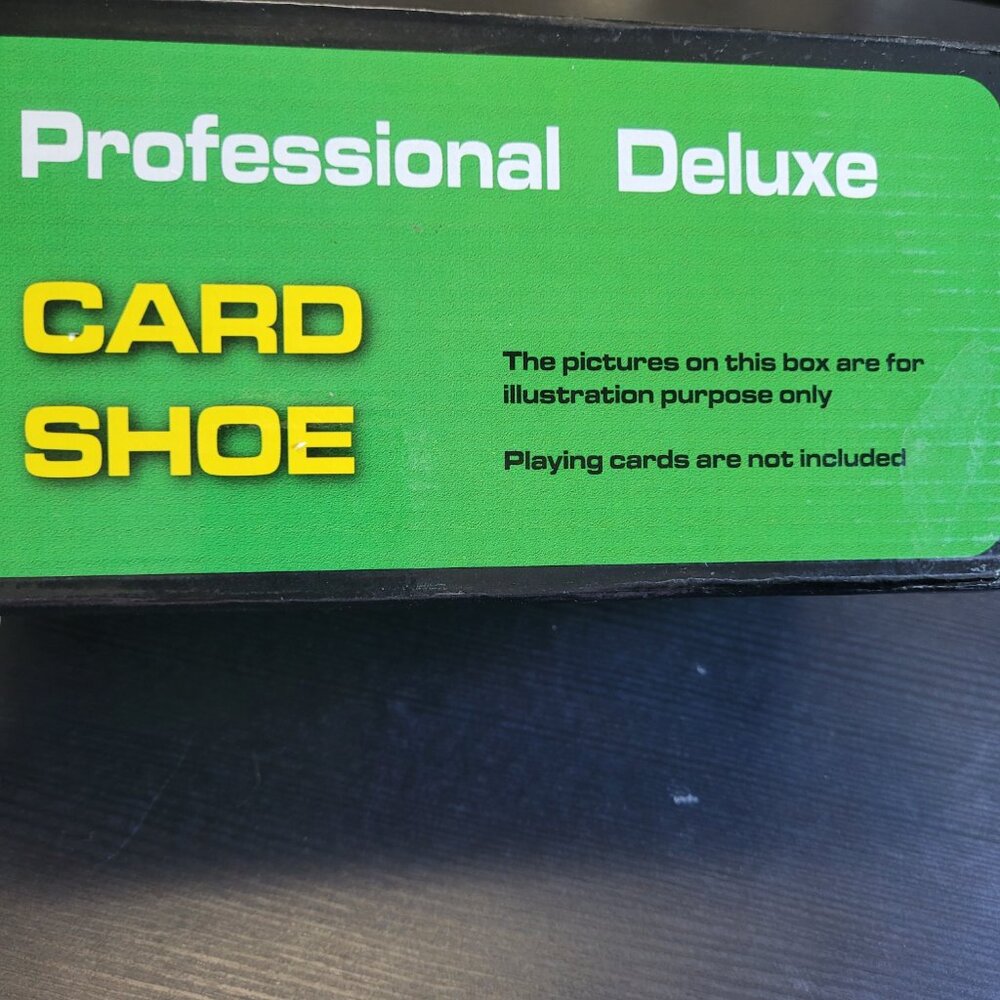 Professional Deluxe
CARD
SHOE
The pictures on this box are for
illustration purpose only
Playing cards are not included